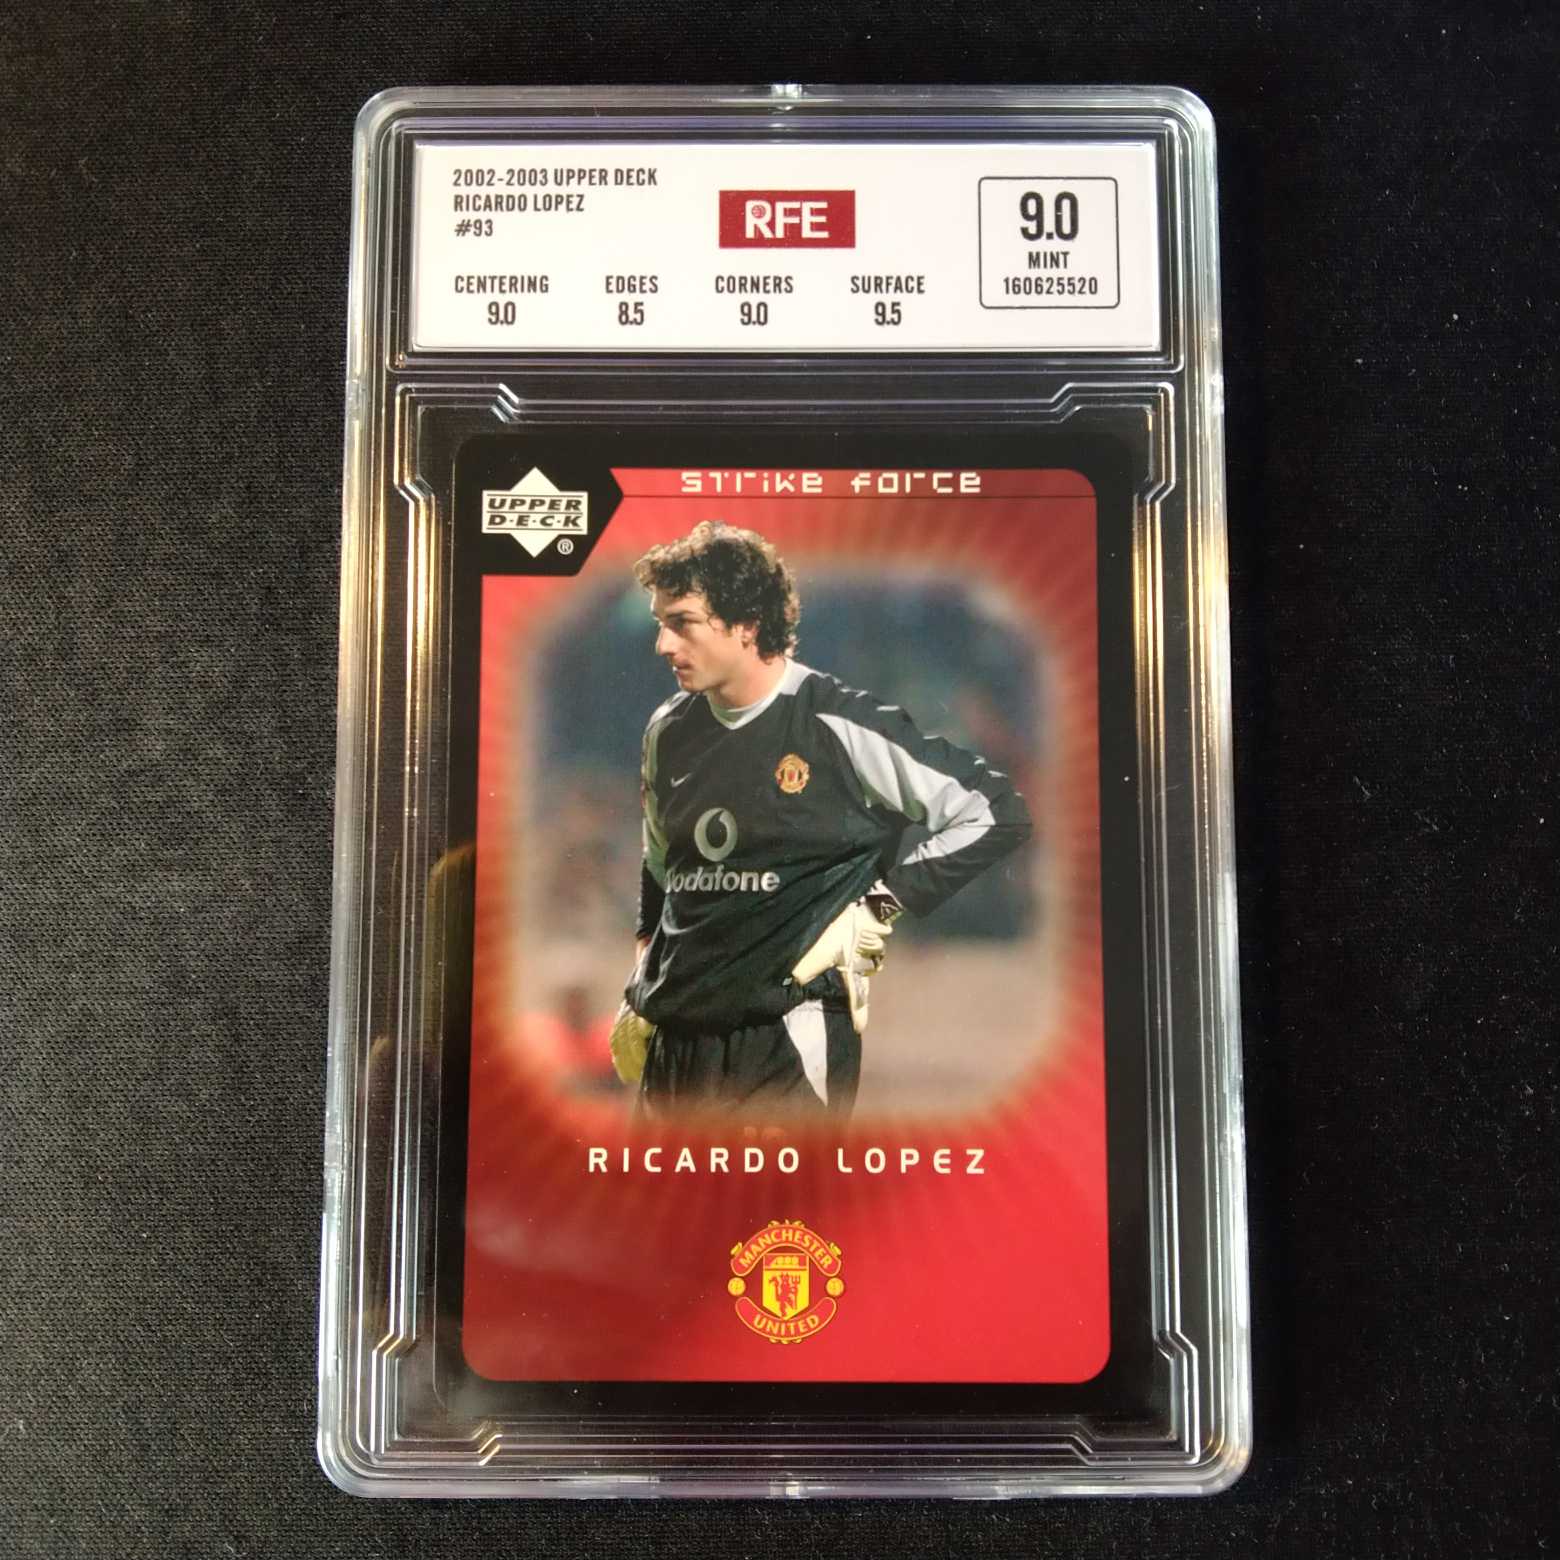 2002-2003 UPPER DECK
RICARDO LOPEZ
#93
RFE
9.0
MINT
160625520
CENTERING
9.0
EDGES
8.5
CORNERS
9.0
SURFACE
9.5
UPPER
D·E·C·K
®
STrike Force
vodafone
RICARDO LOPEZ
MANCHESTER
UNITED